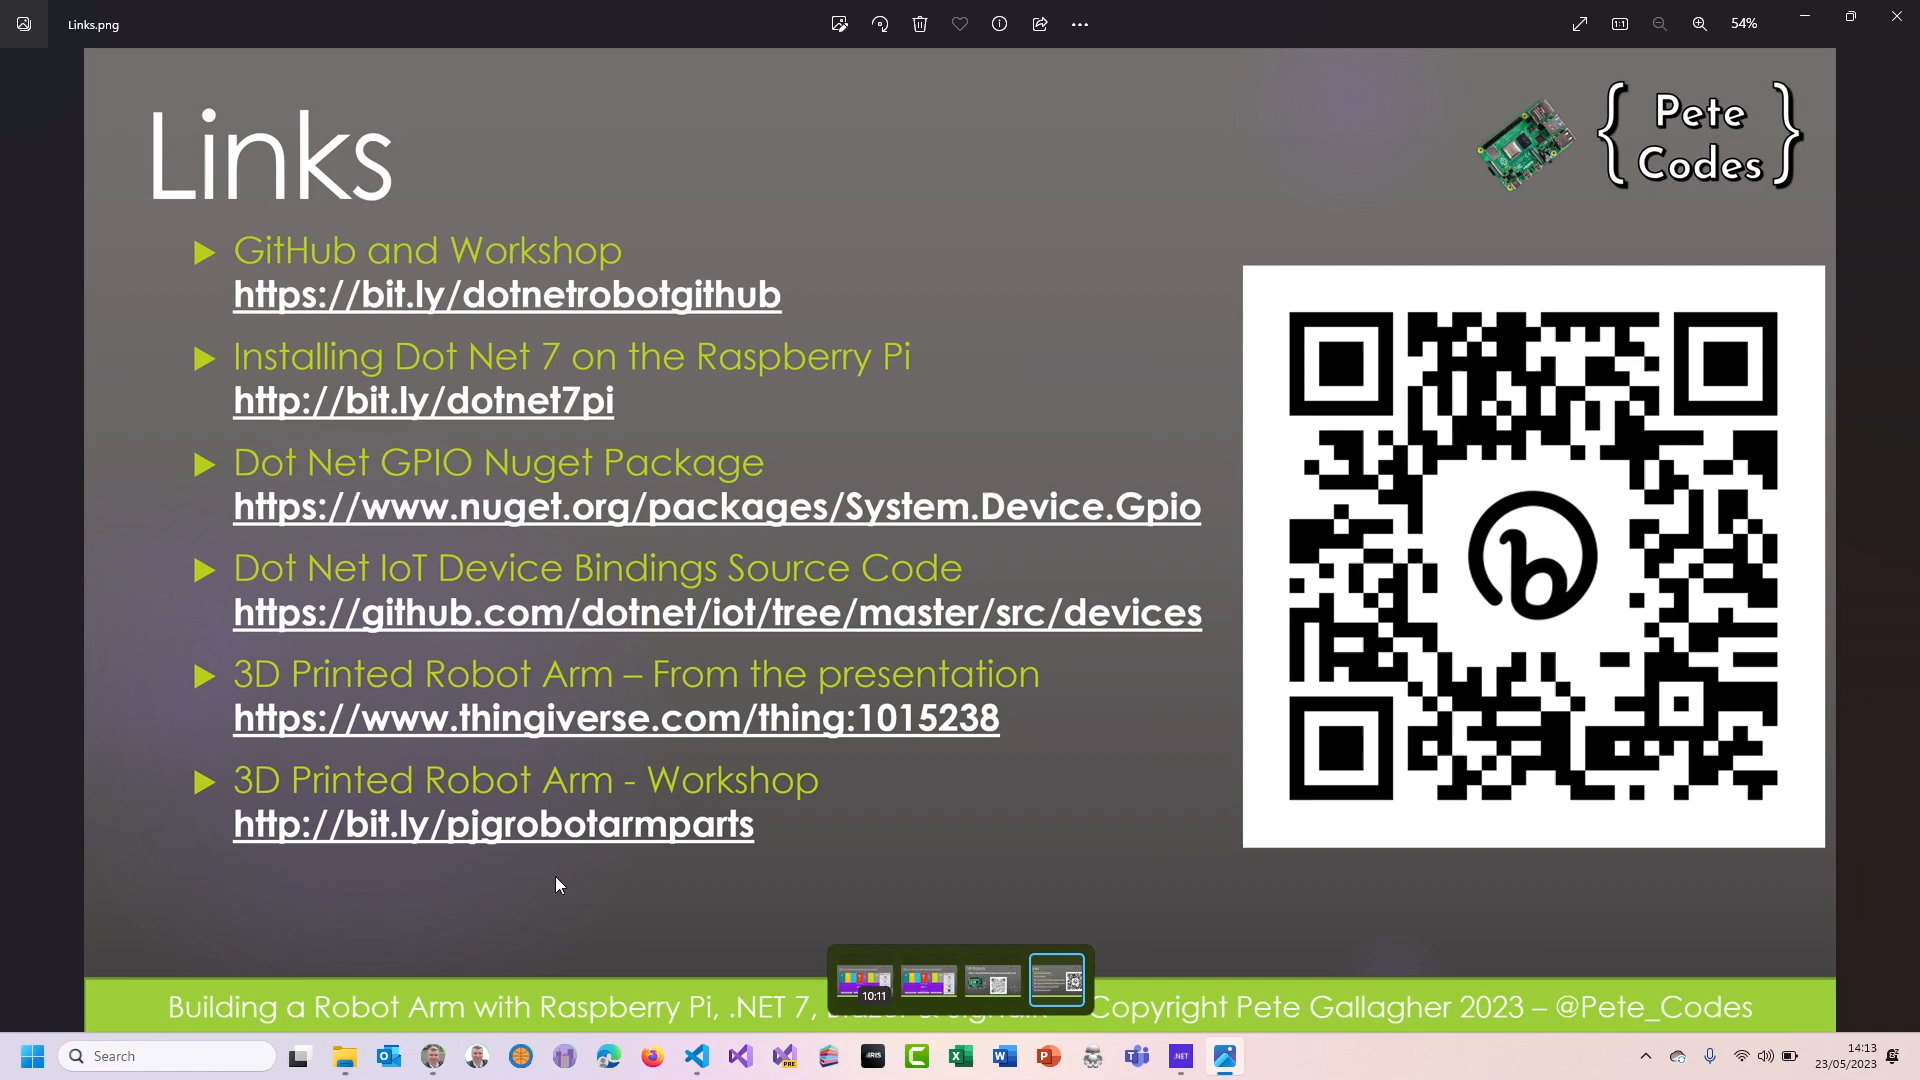 Links.png
54%
Links
{ Pete Codes }
GitHub and Workshop
https://bit.ly/dotnetrobotgithub
Installing Dot Net 7 on the Raspberry Pi
http://bit.ly/dotnet7pi
Dot Net GPIO Nuget Package
https://www.nuget.org/packages/System.Device.Gpio
Dot Net IoT Device Bindings Source Code
https://github.com/dotnet/iot/tree/master/src/devices
3D Printed Robot Arm – From the presentation
https://www.thingiverse.com/thing:1015238
3D Printed Robot Arm - Workshop
http://bit.ly/pjgrobotarmparts
10:11
Building a Robot Arm with Raspberry Pi, .NET 7, Copyright Pete Gallagher 2023 – @Pete_Codes
Search
PRE
IRIS
.NET
14:13
23/05/2023